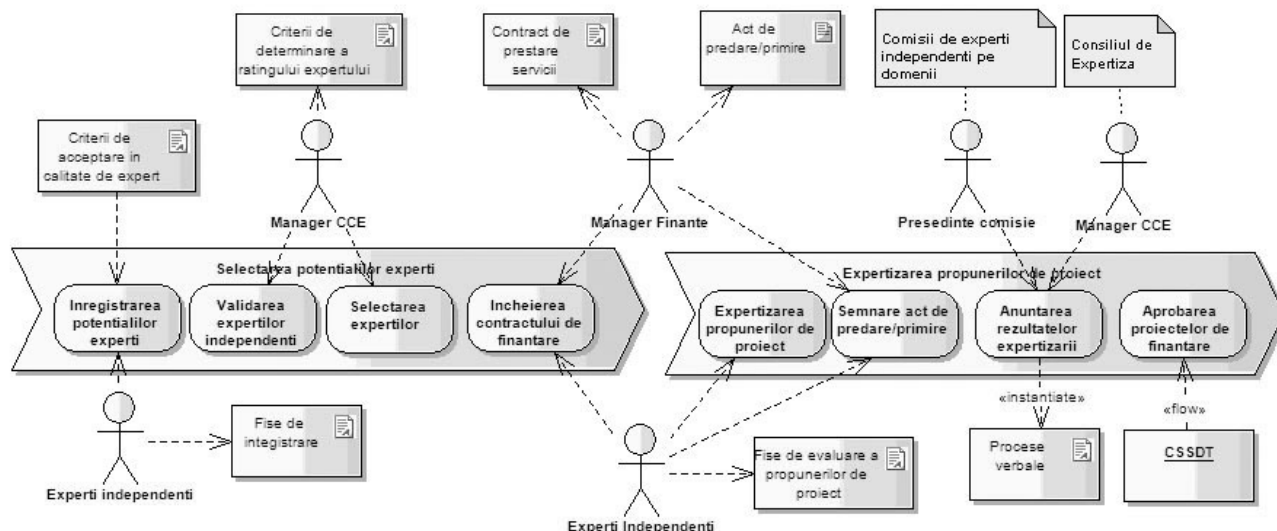 Criterii de
determinare a
ratingului expertului
Contract de
prestare
servicii
Act de
predare/primire
Comisii de experti
independenti pe
domenii
Consiliul de
Expertiza
Criterii de
acceptare in
calitate de expert
Manager CCE
Manager Finante
Presedinte comisie
Manager CCE
Selectarea potentialilor experti
Expertizarea propunerilor de proiect
Inregistrarea
potentialilor
experti
Validarea
expertilor
independenti
Selectarea
expertilor
Incheierea
contractului de
finantare
Expertizarea
propunerilor de
proiect
Semnare act de
predare/primire
Anuntarea
rezultatelor
expertizarii
Aprobarea
proiectelor de
finantare
«instantiate»
«flow»
Experti independenti
Fise de
integistrare
Experti Independenti
Fise de evaluare a
propunerilor de
proiect
Procese
verbale
CSSDT